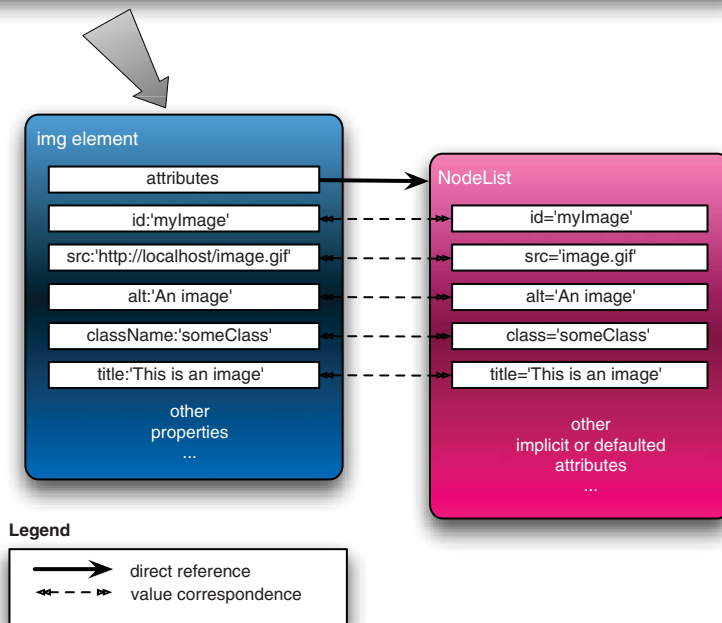 img element
attributes
id:'myImage'
src:'http://localhost/image.gif'
alt:'An image'
className:'someClass'
title:'This is an image'
other
properties
...
NodeList
id='myImage'
src='image.gif'
alt='An image'
class='someClass'
title='This is an image'
other
implicit or defaulted
attributes
...
Legend
direct reference
value correspondence